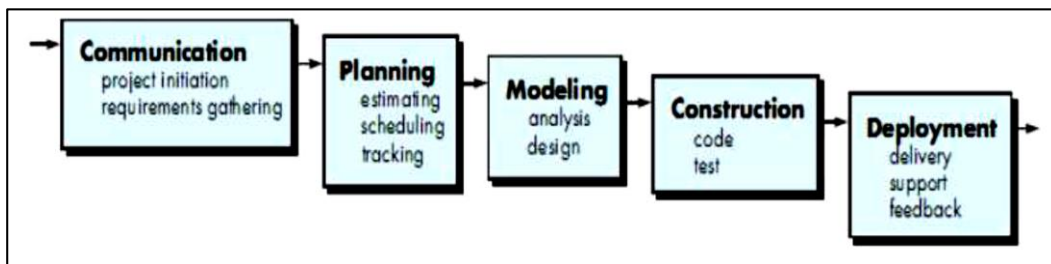 Communication
project initiation
requirements gathering
Planning
estimating
scheduling
tracking
Modeling
analysis
design
Construction
code
test
Deployment
delivery
support
feedback